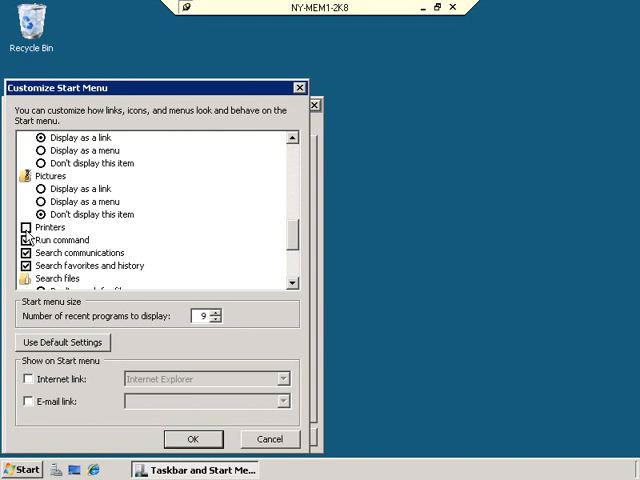 NY-MEM1-2K8
Recycle Bin
Customize Start Menu
You can customize how links, icons, and menus look and behave on the
Start menu.
Display as a link
Display as a menu
Don't display this item
Pictures
Display as a link
Display as a menu
Don't display this item
Printers
Run command
Search communications
Search favorites and history
Search files
Start menu size
Number of recent programs to display: 9
Use Default Settings
Show on Start menu
Internet link: Internet Explorer
E-mail link:
OK Cancel
Start Taskbar and Start Me...